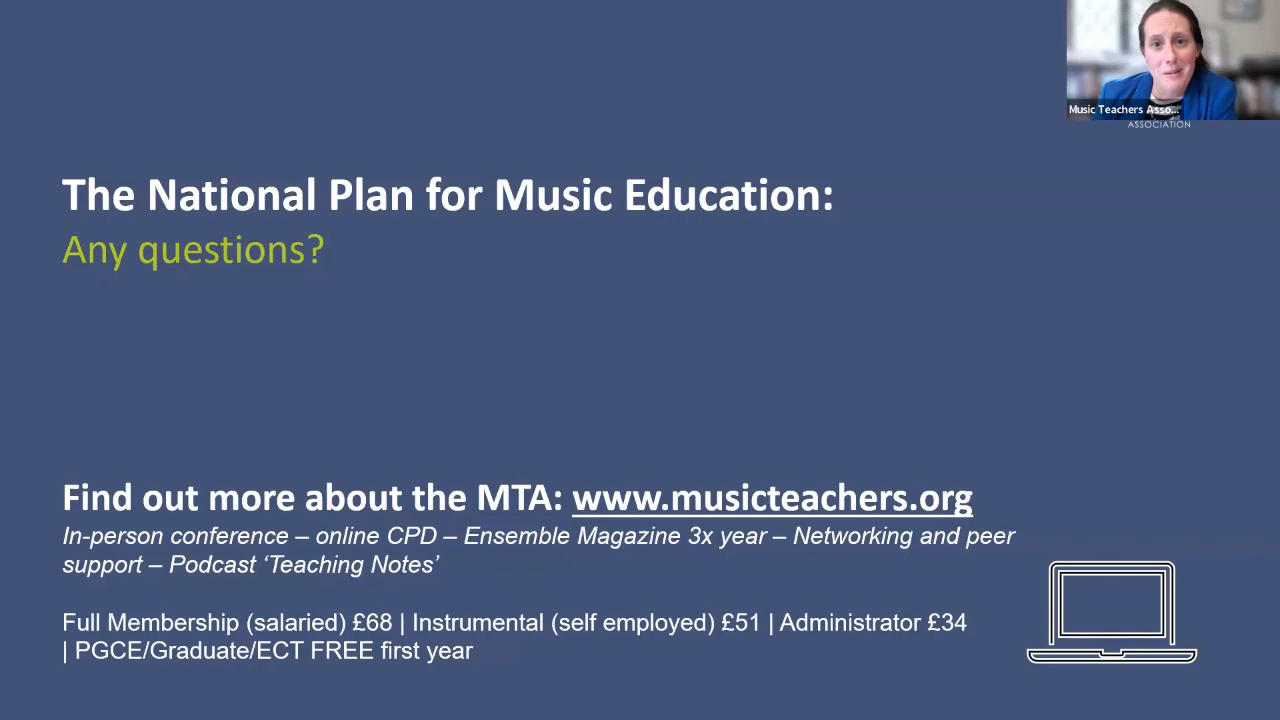 Music Teachers Asso...
ASSOCIATION
The National Plan for Music Education:
Any questions?
Find out more about the MTA: www.musicteachers.org
In-person conference – online CPD – Ensemble Magazine 3x year – Networking and peer
support – Podcast ‘Teaching Notes’
Full Membership (salaried) £68 | Instrumental (self employed) £51 | Administrator £34
| PGCE/Graduate/ECT FREE first year